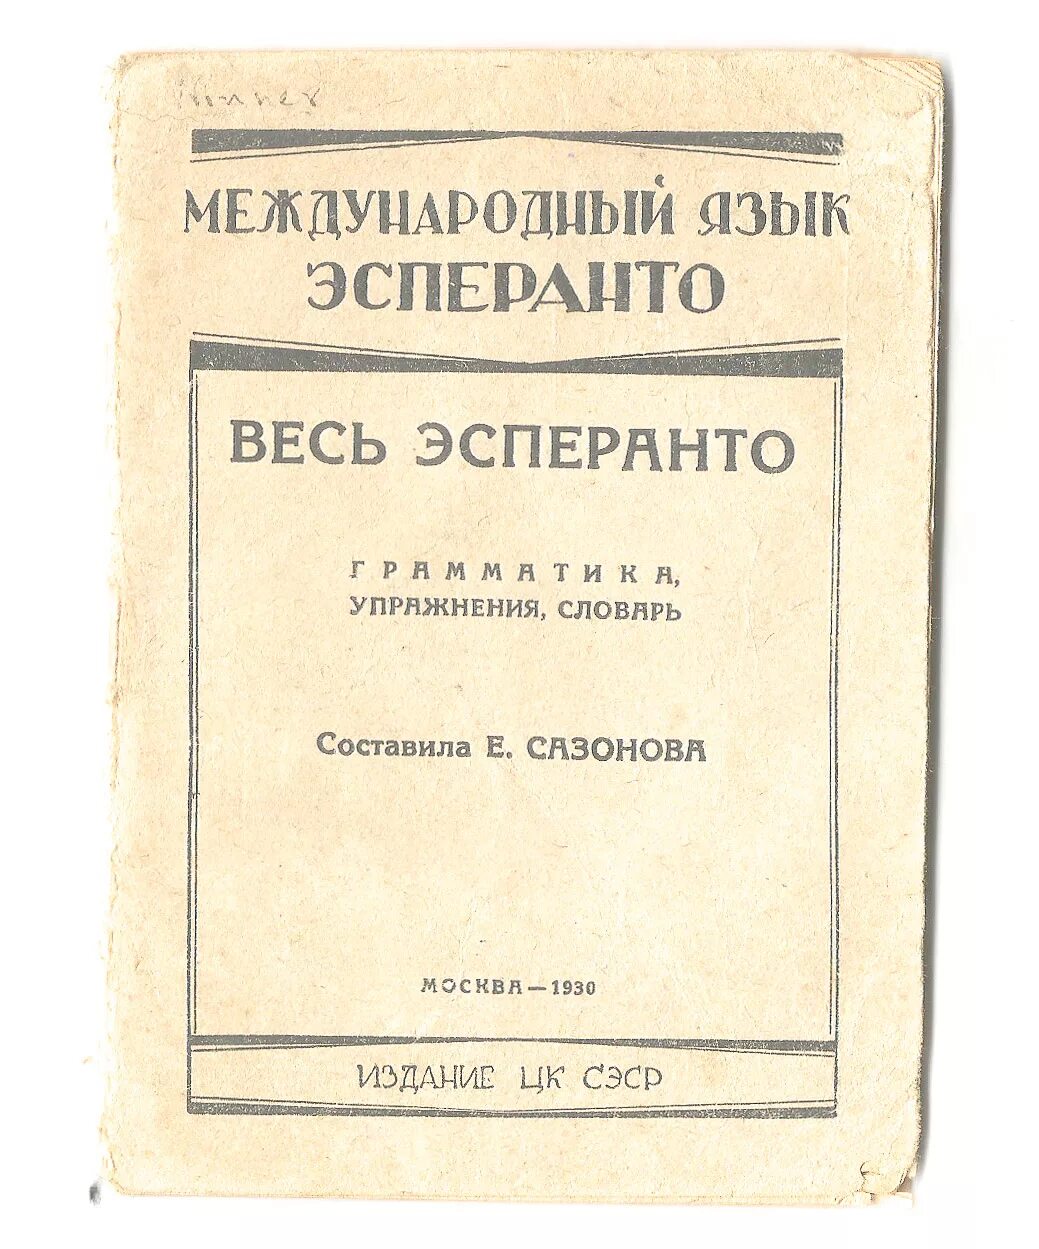 МЕЖДУНАРОДНЫЙ ЯЗЫК
ЭСПЕРАНТО
ВЕСЬ ЭСПЕРАНТО
ГРАММАТИКА,
УПРАЖНЕНИЯ, СЛОВАРЬ
Составила Е. САЗОНОВА
МОСКВА — 1930
ИЗДАНИЕ ЦК СЭСР